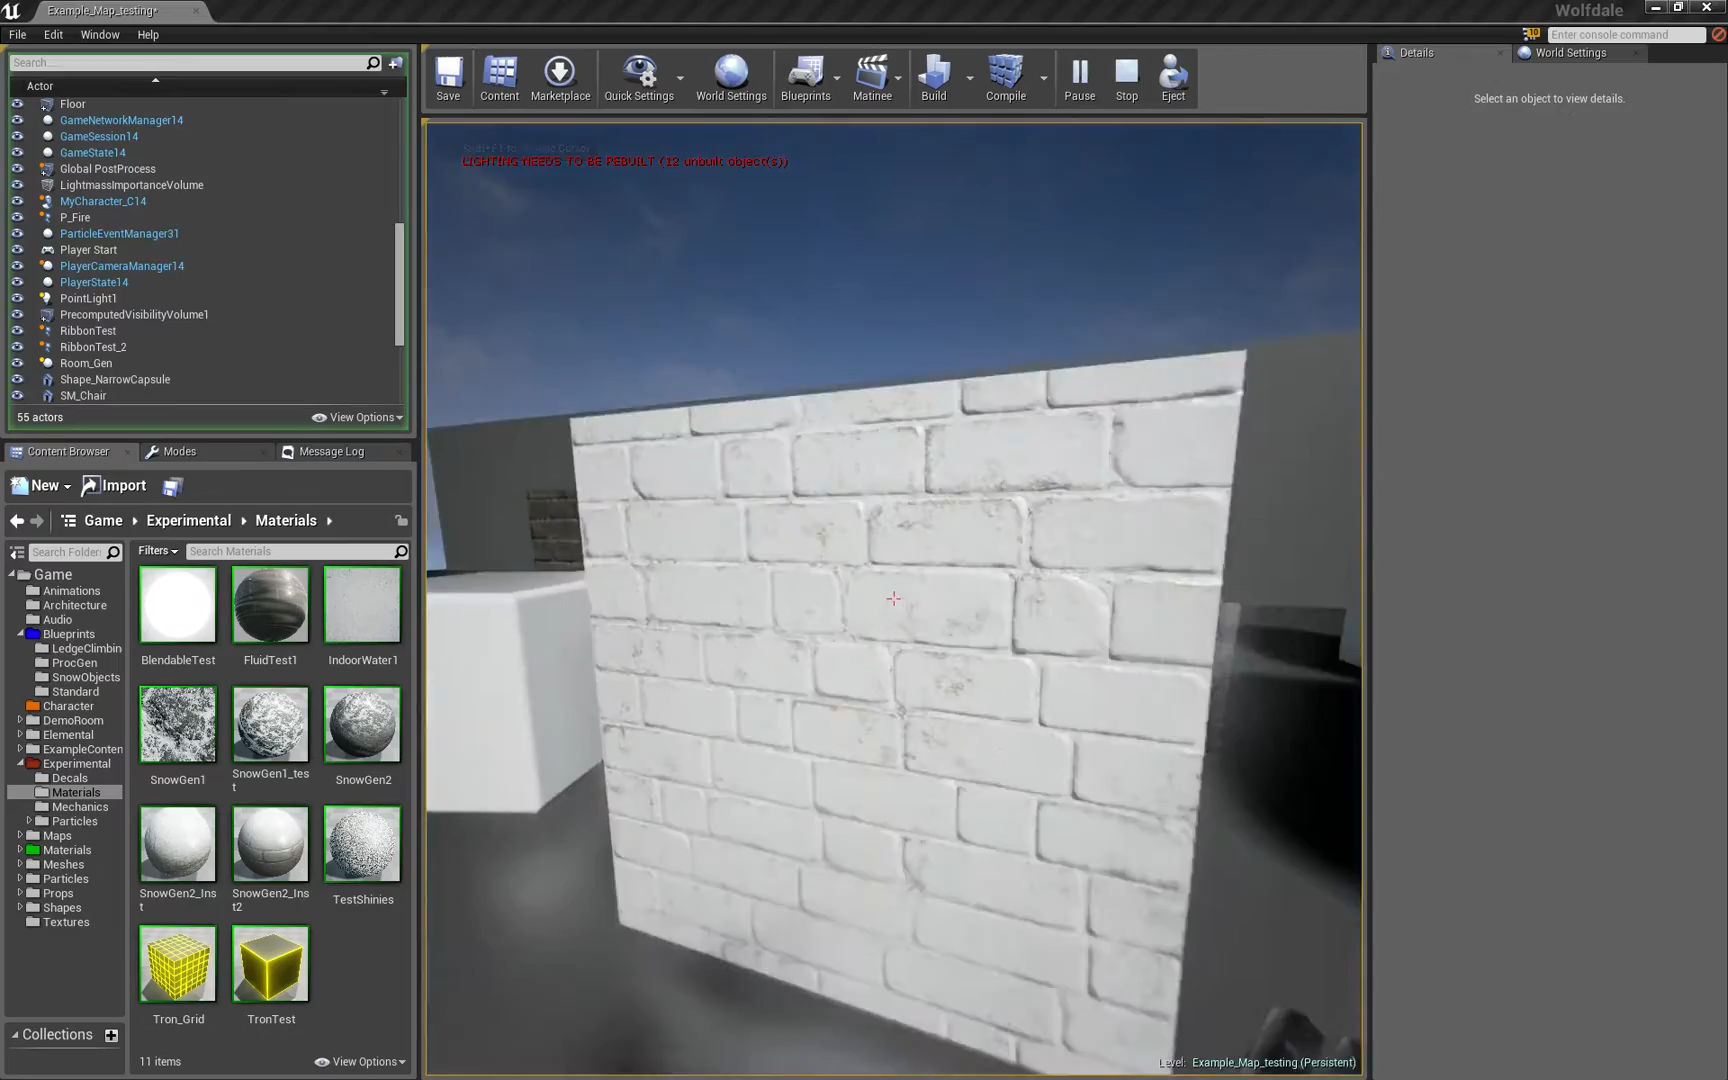 Example_Map_testing*
Wolfdale
File Edit Window Help
10
Enter console command
Search...
Actor
Floor
GameNetworkManager14
GameSession14
GameState14
Global PostProcess
LightmassImportanceVolume
MyCharacter_C14
P_Fire
ParticleEventManager31
Player Start
PlayerCameraManager14
PlayerState14
PointLight1
PrecomputedVisibilityVolume1
RibbonTest
RibbonTest_2
Room_Gen
Shape_NarrowCapsule
SM_Chair
55 actors
View Options
Save
Content
Marketplace
Quick Settings
World Settings
Blueprints
Matinee
Build
Compile
Pause
Stop
Eject
LIGHTING NEEDS TO BE REBUILT (12 unbuilt object(s))
Level: Example_Map_testing (Persistent)
Details
World Settings
Select an object to view details.
Content Browser
Modes
Message Log
New
Import
Game
Experimental
Materials
Search Folder
Filters
Search Materials
Game
Animations
Architecture
Audio
Blueprints
LedgeClimbin
ProcGen
SnowObjects
Standard
Character
DemoRoom
Elemental
ExampleConten
Experimental
Decals
Materials
Mechanics
Particles
Maps
Materials
Meshes
Particles
Props
Shapes
Textures
BlendableTest
FluidTest1
IndoorWater1
SnowGen1
SnowGen1_tes
t
SnowGen2
SnowGen2_Ins
t
SnowGen2_Ins
t2
TestShinies
Tron_Grid
TronTest
Collections
11 items
View Options